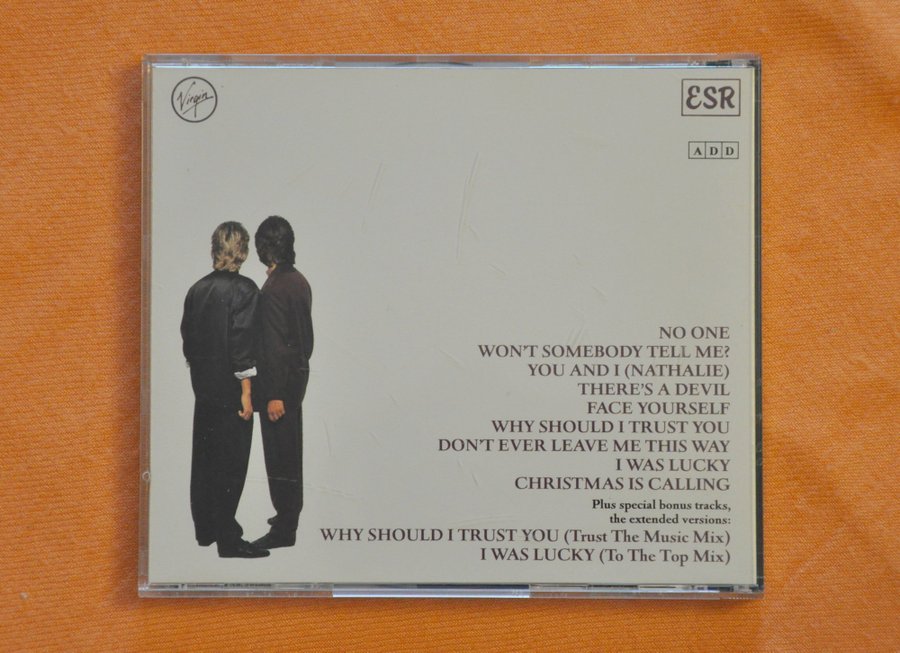 Virgin
ESR
ADD
NO ONE
WON'T SOMEBODY TELL ME?
YOU AND I (NATHALIE)
THERE'S A DEVIL
FACE YOURSELF
WHY SHOULD I TRUST YOU
DON'T EVER LEAVE ME THIS WAY
I WAS LUCKY
CHRISTMAS IS CALLING
Plus special bonus tracks,
the extended versions:
WHY SHOULD I TRUST YOU (Trust The Music Mix)
I WAS LUCKY (To The Top Mix)